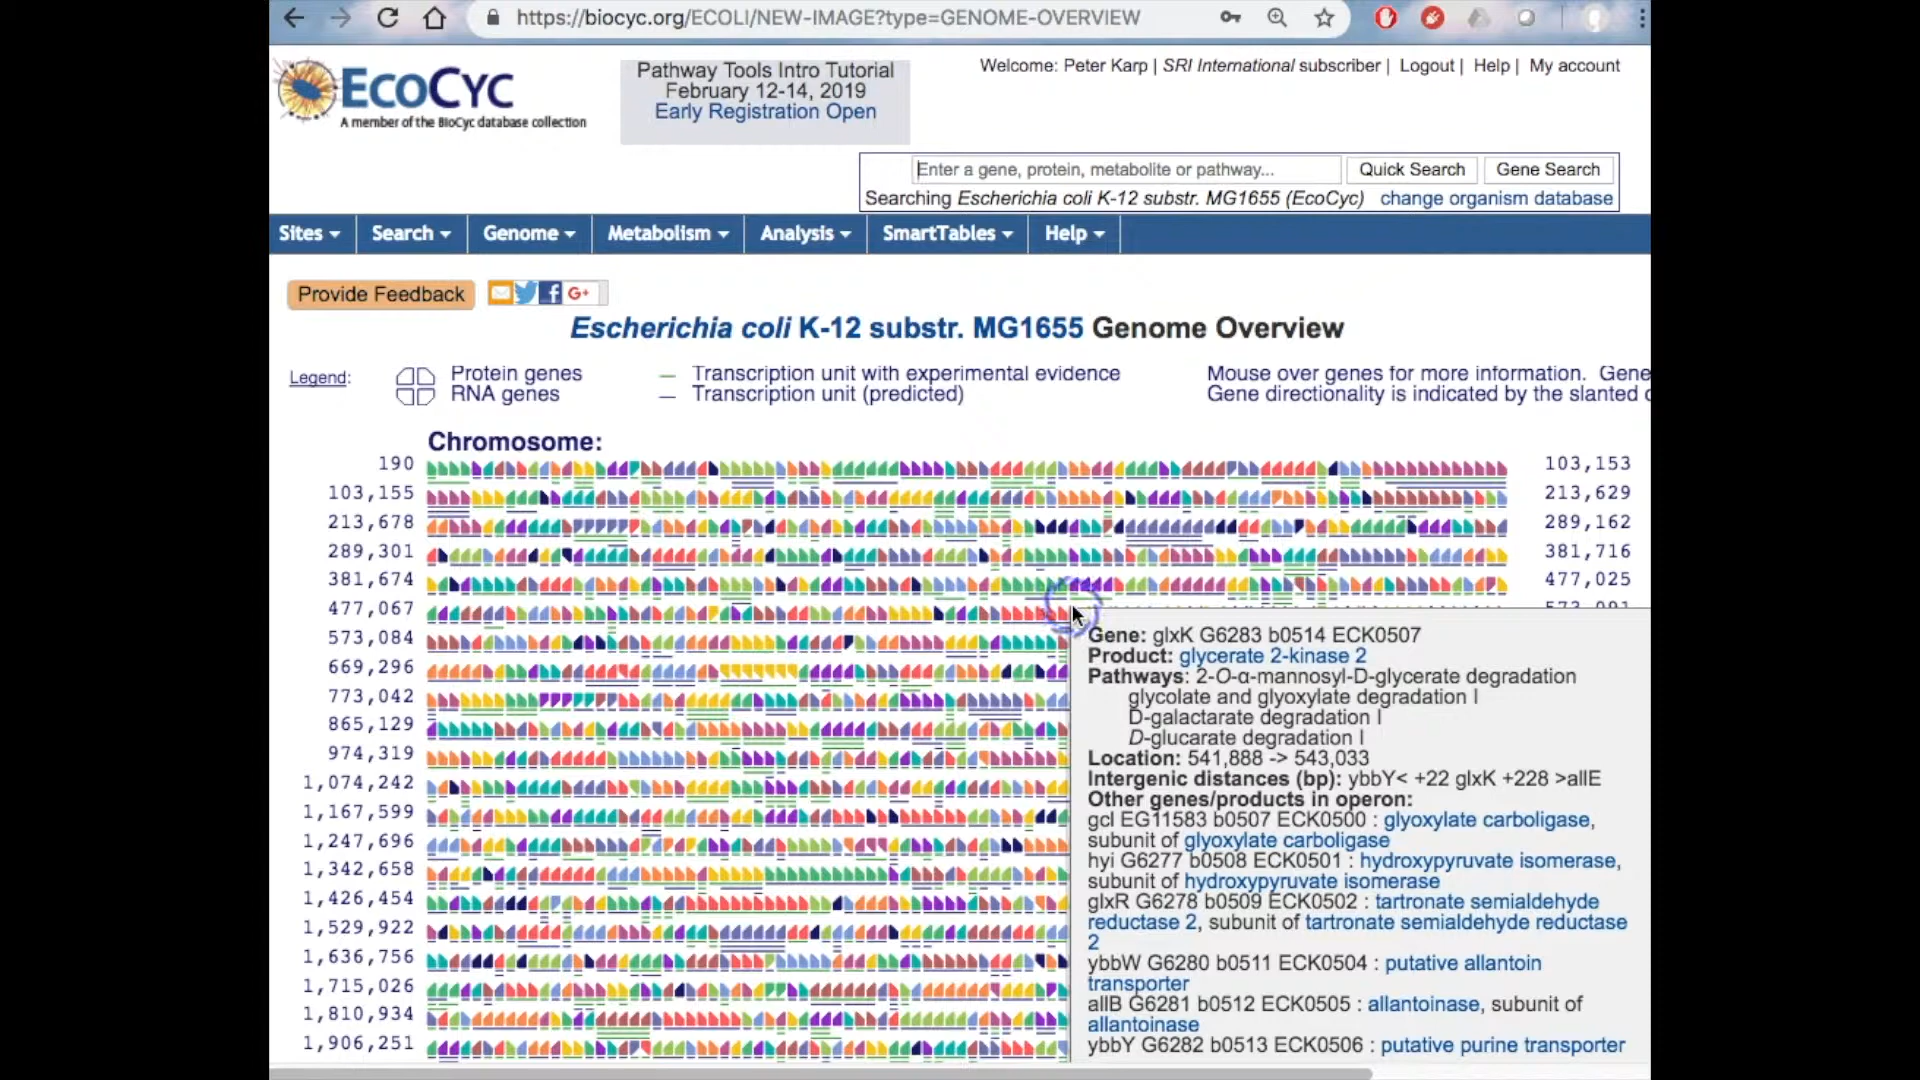 https://biocyc.org/ECOLI/NEW-IMAGE?type=GENOME-OVERVIEW
EcoCyc
A member of the BioCyc database collection
Pathway Tools Intro Tutorial
February 12-14, 2019
Early Registration Open
Welcome: Peter Karp | SRI International subscriber | Logout | Help | My account
Enter a gene, protein, metabolite or pathway...
Quick Search
Gene Search
Searching Escherichia coli K-12 substr. MG1655 (EcoCyc) change organism database
Sites Search Genome Metabolism Analysis SmartTables Help
Provide Feedback
G+
Escherichia coli K-12 substr. MG1655 Genome Overview
Legend:
Protein genes
RNA genes
Transcription unit with experimental evidence
Transcription unit (predicted)
Mouse over genes for more information. Gene
Gene directionality is indicated by the slanted
Chromosome:
190 103,153
103,155 213,629
213,678 289,162
289,301 381,716
381,674 477,025
477,067
573,084
669,296
773,042
865,129
974,319
1,074,242
1,167,599
1,247,696
1,342,658
1,426,454
1,529,922
1,636,756
1,715,026
1,810,934
1,906,251
Gene: glxK G6283 b0514 ECK0507
Product: glycerate 2-kinase 2
Pathways: 2-O-α-mannosyl-D-glycerate degradation
glycolate and glyoxylate degradation I
D-galactarate degradation I
D-glucarate degradation I
Location: 541,888 -> 543,033
Intergenic distances (bp): ybbY< +22 glxK +228 >allE
Other genes/products in operon:
gcl EG11583 b0507 ECK0500 : glyoxylate carboligase,
subunit of glyoxylate carboligase
hyi G6277 b0508 ECK0501 : hydroxypyruvate isomerase,
subunit of hydroxypyruvate isomerase
glxR G6278 b0509 ECK0502 : tartronate semialdehyde
reductase 2, subunit of tartronate semialdehyde reductase
2
ybbW G6280 b0511 ECK0504 : putative allantoin
transporter
allB G6281 b0512 ECK0505 : allantoinase, subunit of
allantoinase
ybbY G6282 b0513 ECK0506 : putative purine transporter